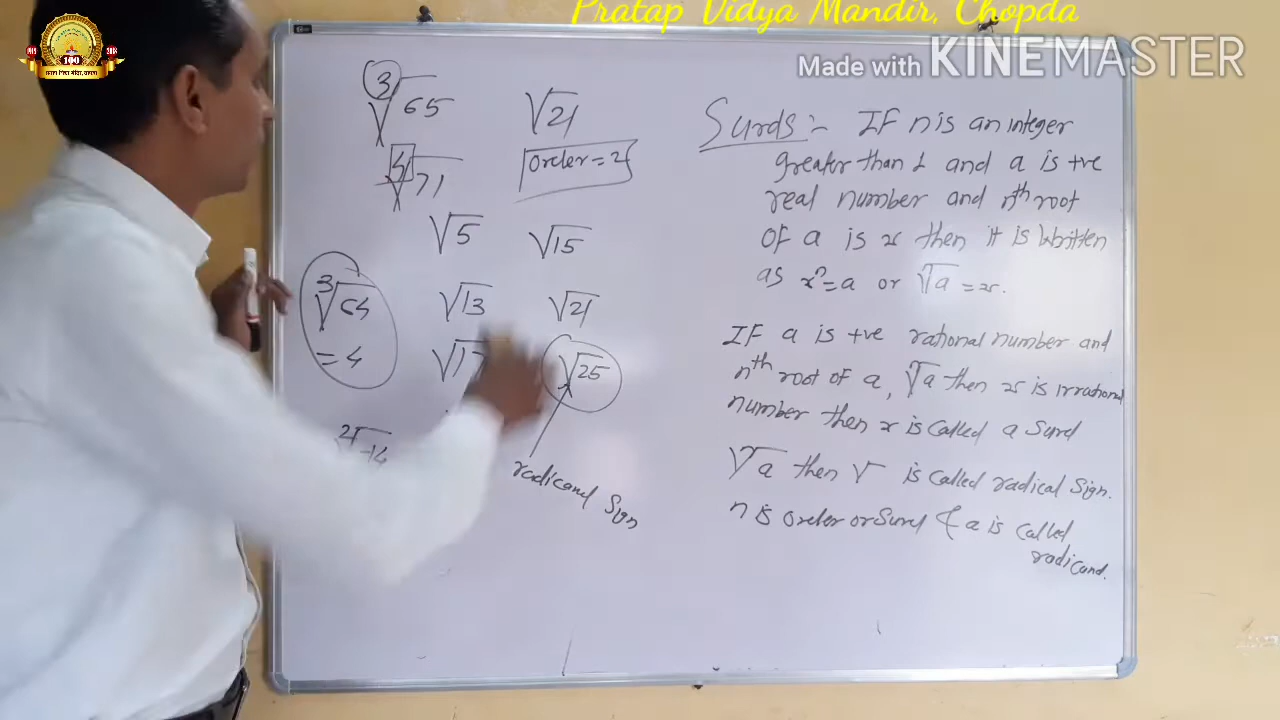 Pratap Vidya Mandir, Chopda
Made with KINEMASTER
100
∛65
√21
Order = 2
∜71
√5
√15
∛64
= 4
√13
√21
√17
√25
radicand Sign
Surds :- IF n is an integer
greater than 1 and a is +ve
real number and nth root
of a is x then it is written
as xⁿ=a or ⁿ√a = x.
IF a is +ve rational number and
nth root of a, ⁿ√a then x is irrational
number then x is called a Surd
ⁿ√a then √ is called radical Sign.
n is order or Surd & a is called
radicand.